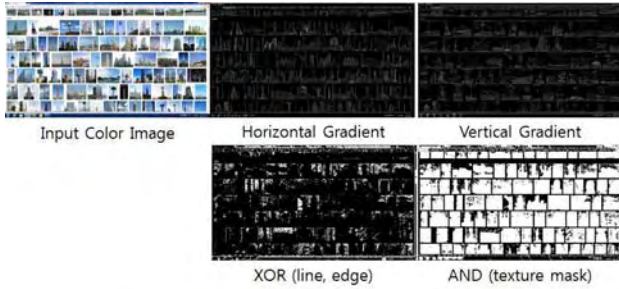 Input Color Image
Horizontal Gradient
Vertical Gradient
XOR (line, edge)
AND (texture mask)